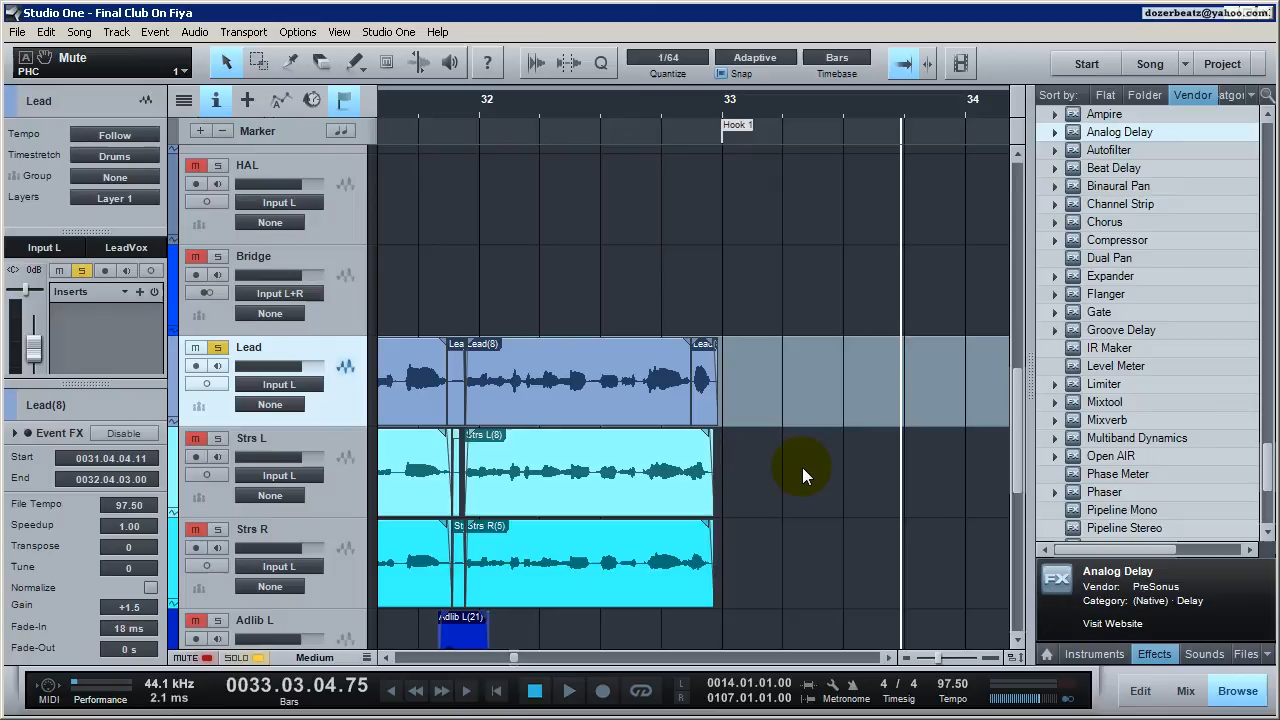 Studio One - Final Club On Fiya
dozerbeatz@yahoo.com
File Edit Song Track Event Audio Transport Options View Studio One Help
Mute
PHC
1
1/64
Quantize
Adaptive
Snap
Bars
Timebase
Start
Song
Project
Lead
Tempo Follow
Timestretch Drums
Group None
Layers Layer 1
Input L LeadVox
<C> 0dB M S
Inserts
Lead(8)
Event FX Disable
Start 0031.04.04.11
End 0032.04.03.00
File Tempo 97.50
Speedup 1.00
Transpose 0
Tune 0
Normalize
Gain +1.5
Fade-In 18 ms
Fade-Out 0 s
32 33 34
Marker
Hook 1
M S HAL
Input L
None
M S Bridge
Input L+R
None
M S Lead
Input L
None
Lea Lead(8) Lead(
M S Strs L
Input L
None
Strs L(8)
M S Strs R
Input L
None
St Strs R(5)
M S Adlib L
Adlib L(21)
MUTE SOLO Medium
Sort by: Flat Folder Vendor
Ampire
Analog Delay
Autofilter
Beat Delay
Binaural Pan
Channel Strip
Chorus
Compressor
Dual Pan
Expander
Flanger
Gate
Groove Delay
IR Maker
Level Meter
Limiter
Mixtool
Mixverb
Multiband Dynamics
Open AIR
Phase Meter
Phaser
Pipeline Mono
Pipeline Stereo
FX
Analog Delay
Vendor: PreSonus
Category: (Native) - Delay
Visit Website
Instruments Effects Sounds Files
MIDI
Performance
44.1 kHz
2.1 ms
0033.03.04.75
Bars
L 0014.01.01.00
R 0107.01.01.00
Metronome
4 / 4
Timesig
97.50
Tempo
Edit Mix Browse